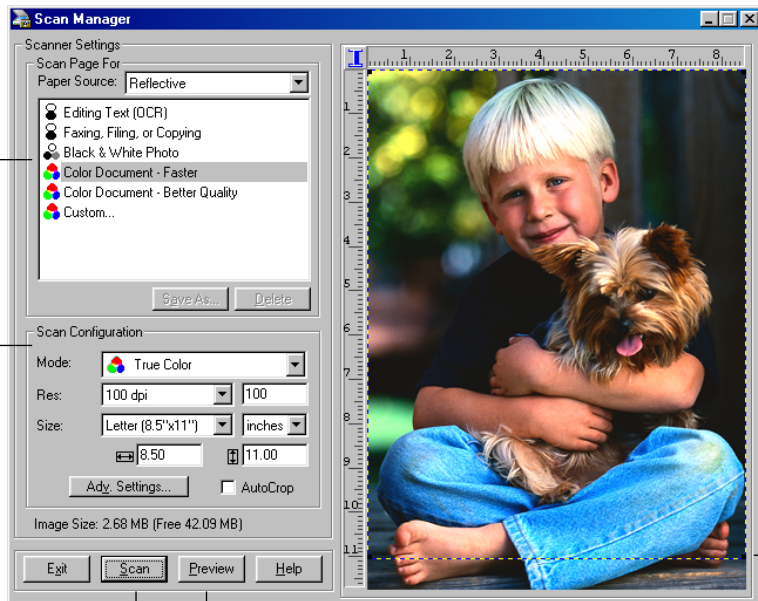 Scan Manager
Scanner Settings
Scan Page For
Paper Source: Reflective
Editing Text (OCR)
Faxing, Filing, or Copying
Black & White Photo
Color Document - Faster
Color Document - Better Quality
Custom...
Save As... Delete
Scan Configuration
Mode: True Color
Res: 100 dpi 100
Size: Letter (8.5"x11") inches
8.50 11.00
Adv. Settings... AutoCrop
Image Size: 2.68 MB (Free 42.09 MB)
Exit Scan Preview Help
1 2 3 4 5 6 7 8
1
2
3
4
5
6
7
8
9
10
11